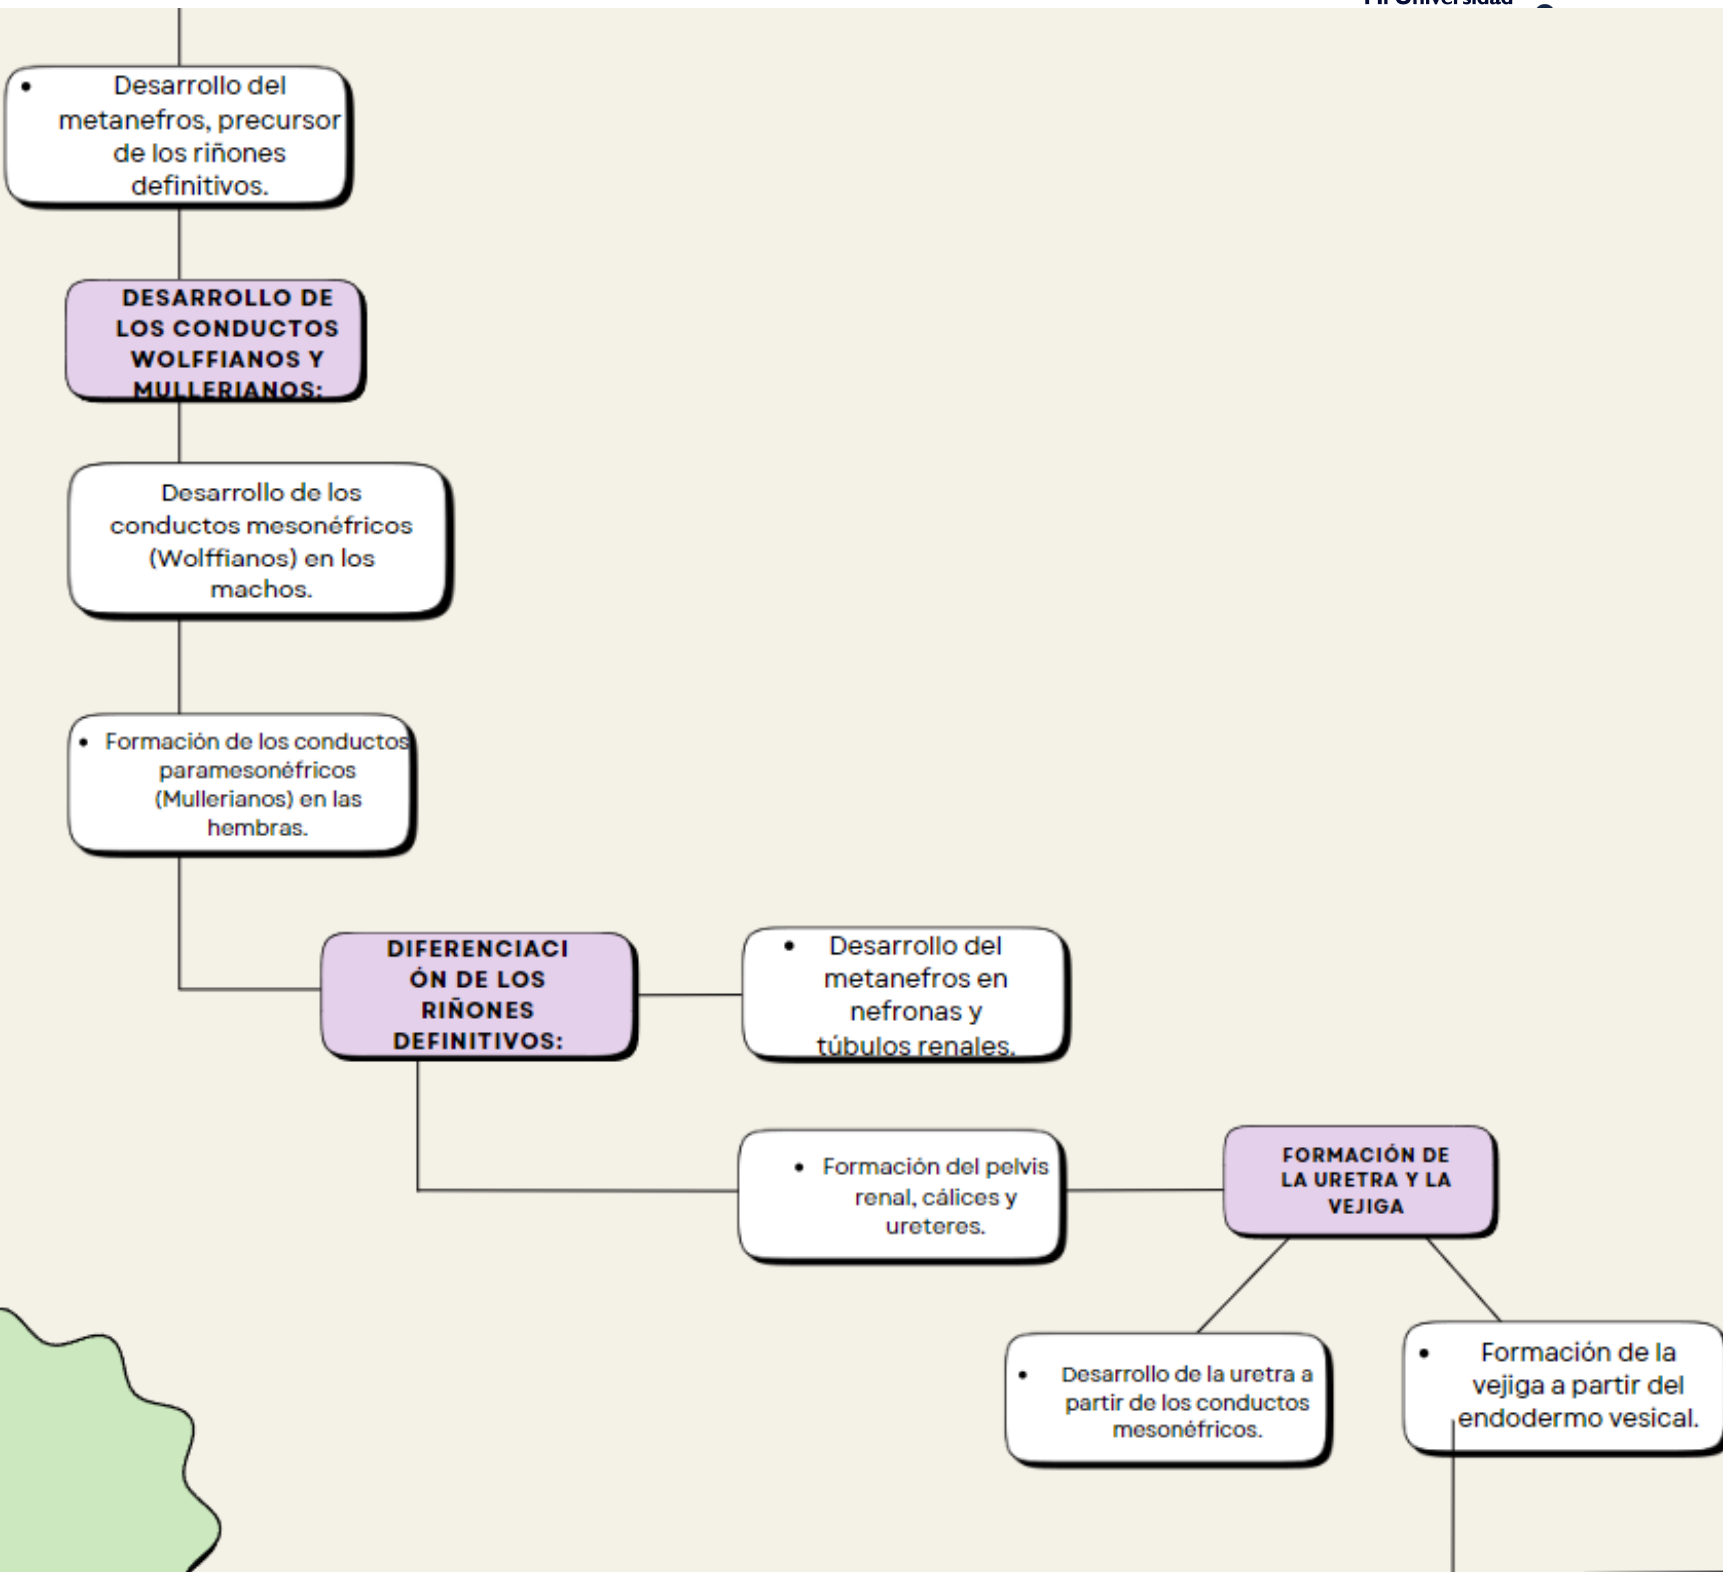 Mi Universidad
• Desarrollo del
metanefros, precursor
de los riñones
definitivos.
DESARROLLO DE
LOS CONDUCTOS
WOLFFIANOS Y
MULLERIANOS:
Desarrollo de los
conductos mesonéfricos
(Wolffianos) en los
machos.
• Formación de los conductos
paramesonéfricos
(Mullerianos) en las
hembras.
DIFERENCIACI
ÓN DE LOS
RIÑONES
DEFINITIVOS:
• Desarrollo del
metanefros en
nefronas y
túbulos renales.
• Formación del pelvis
renal, cálices y
ureteres.
FORMACIÓN DE
LA URETRA Y LA
VEJIGA
• Desarrollo de la uretra a
partir de los conductos
mesonéfricos.
• Formación de la
vejiga a partir del
endodermo vesical.